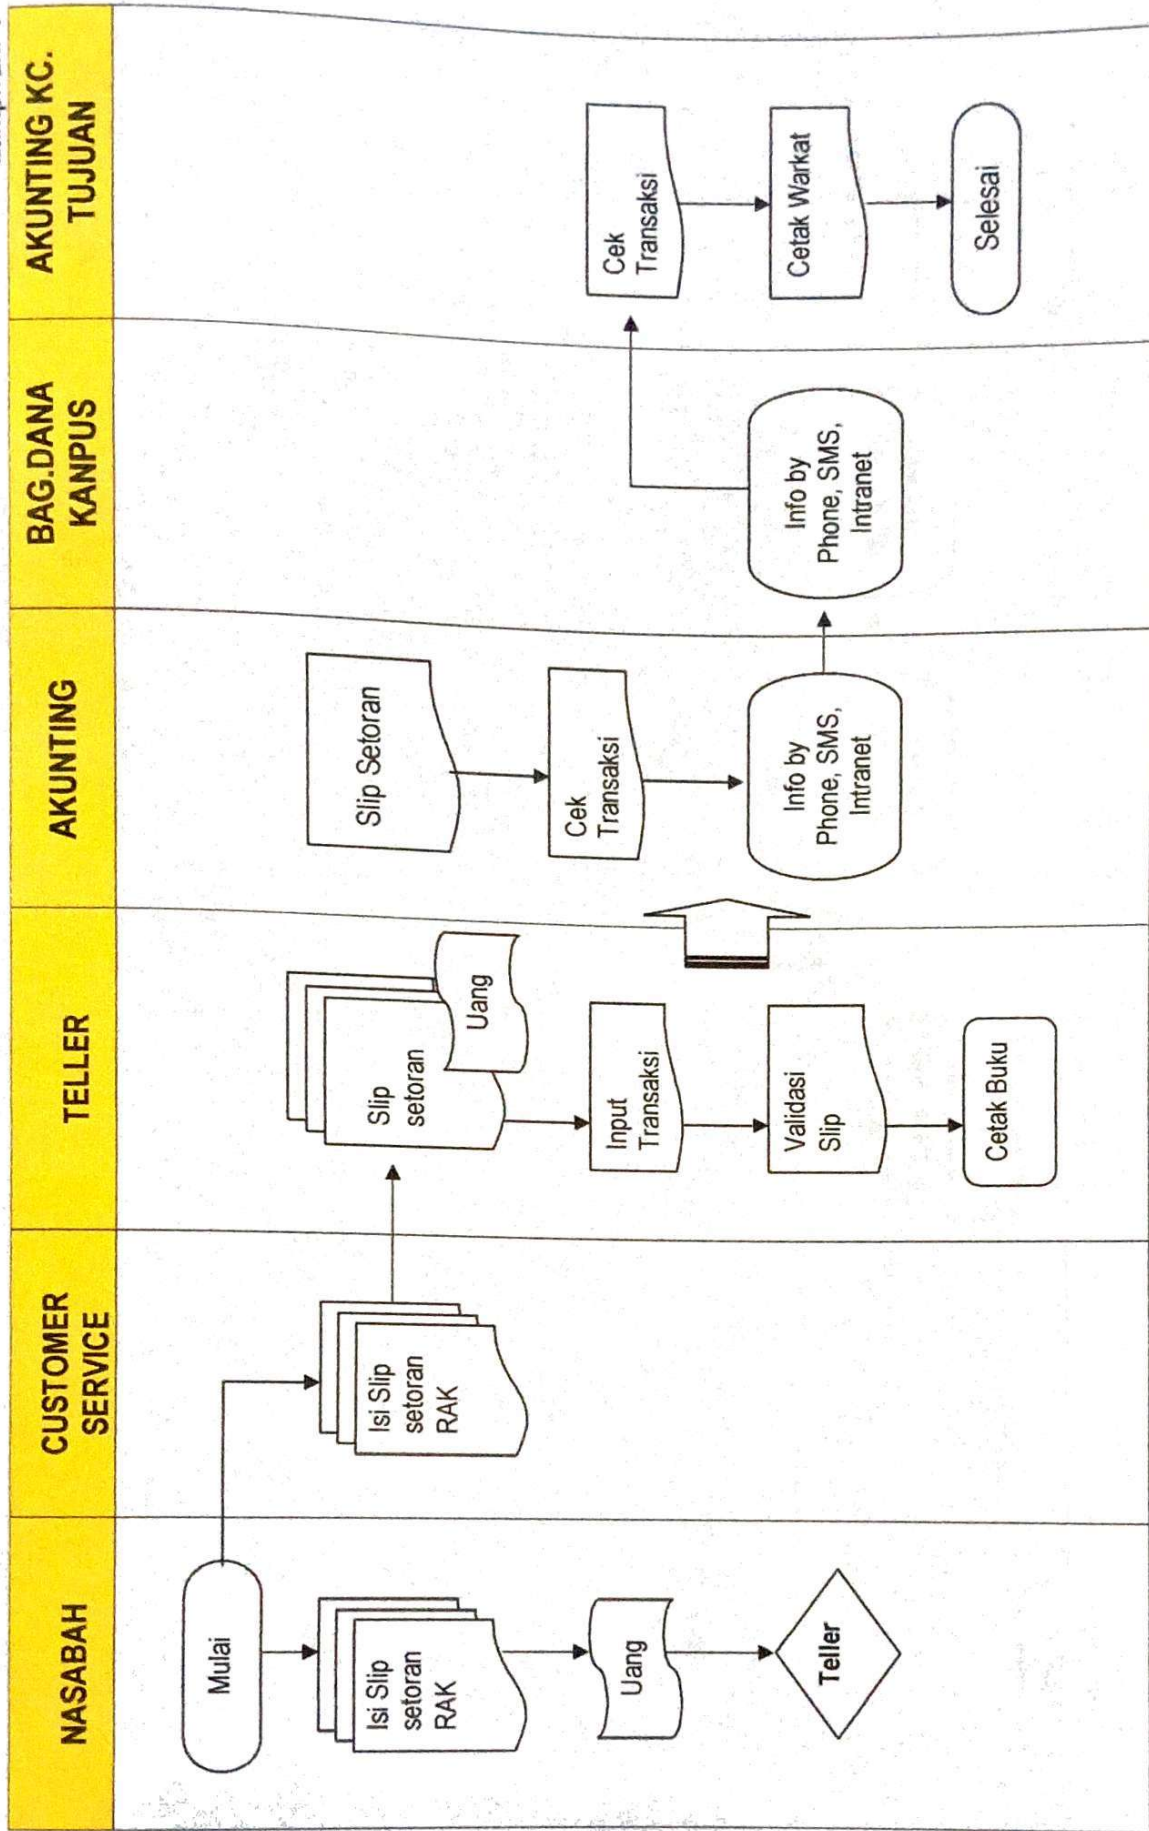 NASABAH
CUSTOMER
SERVICE
TELLER
AKUNTING
BAG.DANA
KANPUS
AKUNTING KC.
TUJUAN
Mulai
Isi Slip
setoran
RAK
Uang
Teller
Isi Slip
setoran
RAK
Slip
setoran
Uang
Input
Transaksi
Validasi
Slip
Cetak Buku
Slip Setoran
Cek
Transaksi
Info by
Phone, SMS,
Intranet
Info by
Phone, SMS,
Intranet
Cek
Transaksi
Cetak Warkat
Selesai